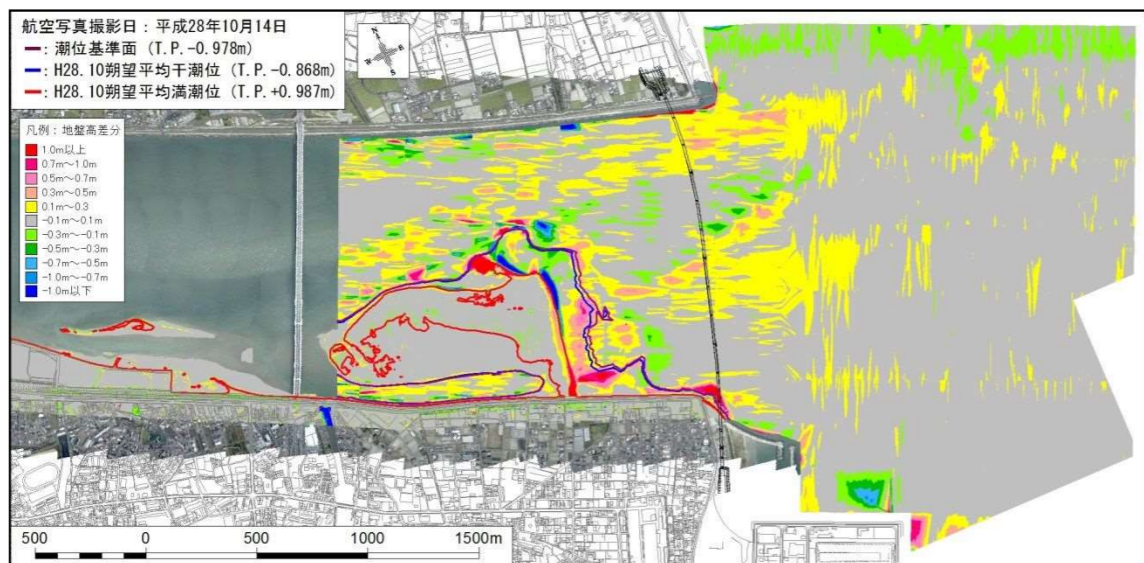 航空写真撮影日:平成28年10月14日
━:潮位基準面 (T.P.-0.978m)
━:H28.10朔望平均干潮位 (T.P.-0.868m)
━:H28.10朔望平均満潮位 (T.P.+0.987m)
N
E
S
W
凡例:地盤高差分
1.0m以上
0.7m~1.0m
0.5m~0.7m
0.3m~0.5m
0.1m~0.3
-0.1m~0.1m
-0.3m~-0.1m
-0.5m~-0.3m
-0.7m~-0.5m
-1.0m~-0.7m
-1.0m以下
500 0 500 1000 1500m